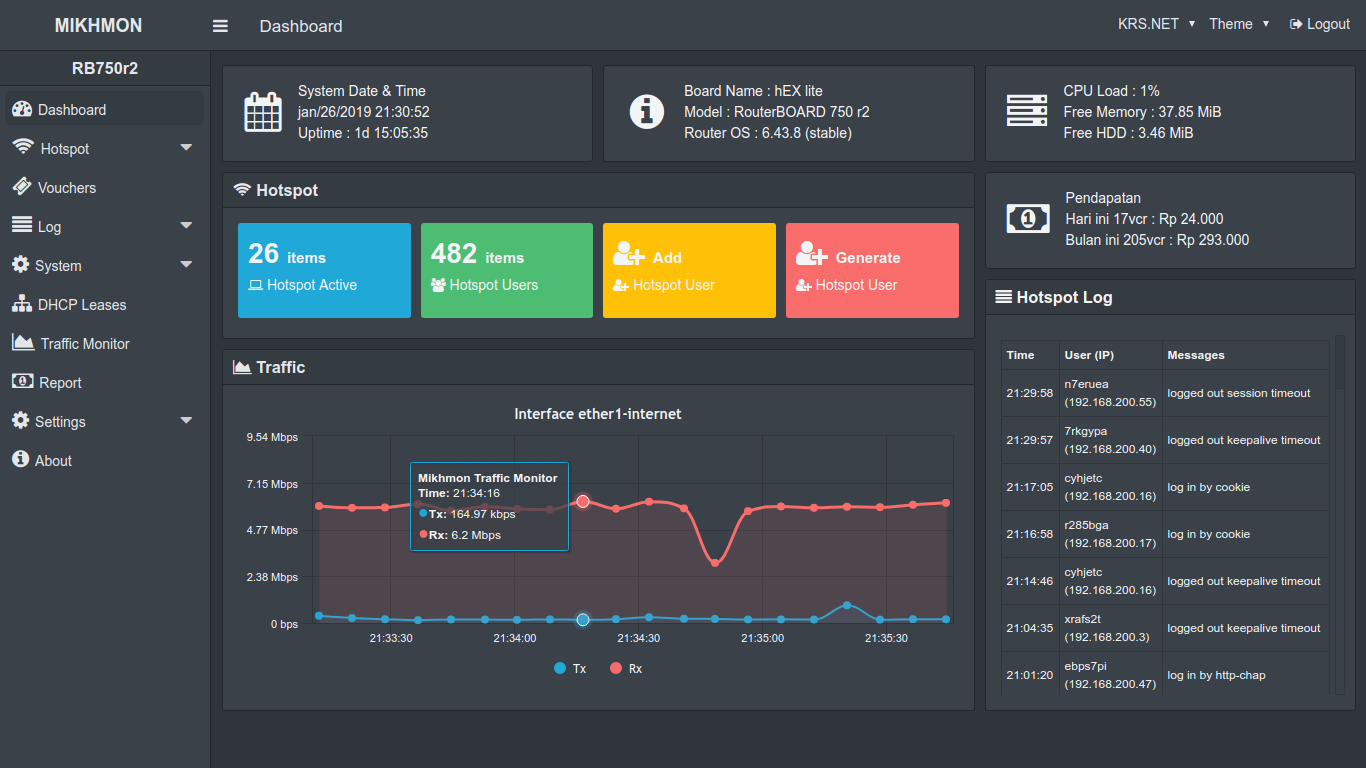 MIKHMON
Dashboard
KRS.NET
Theme
Logout
RB750r2
Dashboard
Hotspot
Vouchers
Log
System
DHCP Leases
Traffic Monitor
Report
Settings
About
System Date & Time
jan/26/2019 21:30:52
Uptime : 1d 15:05:35
Board Name : hEX lite
Model : RouterBOARD 750 r2
Router OS : 6.43.8 (stable)
CPU Load : 1%
Free Memory : 37.85 MiB
Free HDD : 3.46 MiB
Hotspot
26 items
Hotspot Active
482 items
Hotspot Users
Add
Hotspot User
Generate
Hotspot User
Pendapatan
Hari ini 17vcr : Rp 24.000
Bulan ini 205vcr : Rp 293.000
Traffic
Interface ether1-internet
9.54 Mbps
7.15 Mbps
4.77 Mbps
2.38 Mbps
0 bps
Mikhmon Traffic Monitor
Time: 21:34:16
Tx: 164.97 kbps
Rx: 6.2 Mbps
21:33:30
21:34:00
21:34:30
21:35:00
21:35:30
Tx
Rx
Hotspot Log
Time User (IP) Messages
21:29:58 n7eruea (192.168.200.55) logged out session timeout
21:29:57 7rkgypa (192.168.200.40) logged out keepalive timeout
21:17:05 cyhjetc (192.168.200.16) log in by cookie
21:16:58 r285bga (192.168.200.17) log in by cookie
21:14:46 cyhjetc (192.168.200.16) logged out keepalive timeout
21:04:35 xrafs2t (192.168.200.3) logged out keepalive timeout
21:01:20 ebps7pi (192.168.200.47) log in by http-chap